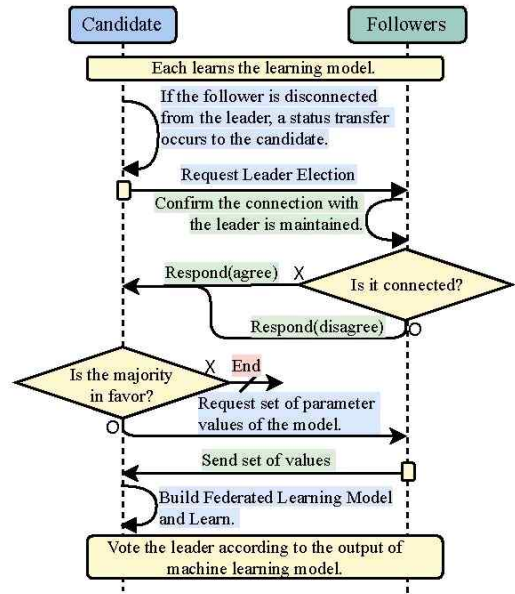 Candidate
Followers
Each learns the learning model.
If the follower is disconnected
from the leader, a status transfer
occurs to the candidate.
Request Leader Election
Confirm the connection with
the leader is maintained.
Respond(agree)
X
Is it connected?
Respond(disagree)
O
Is the majority
in favor?
X
End
O
Request set of parameter
values of the model.
Send set of values
Build Federated Learning Model
and Learn.
Vote the leader according to the output of
machine learning model.